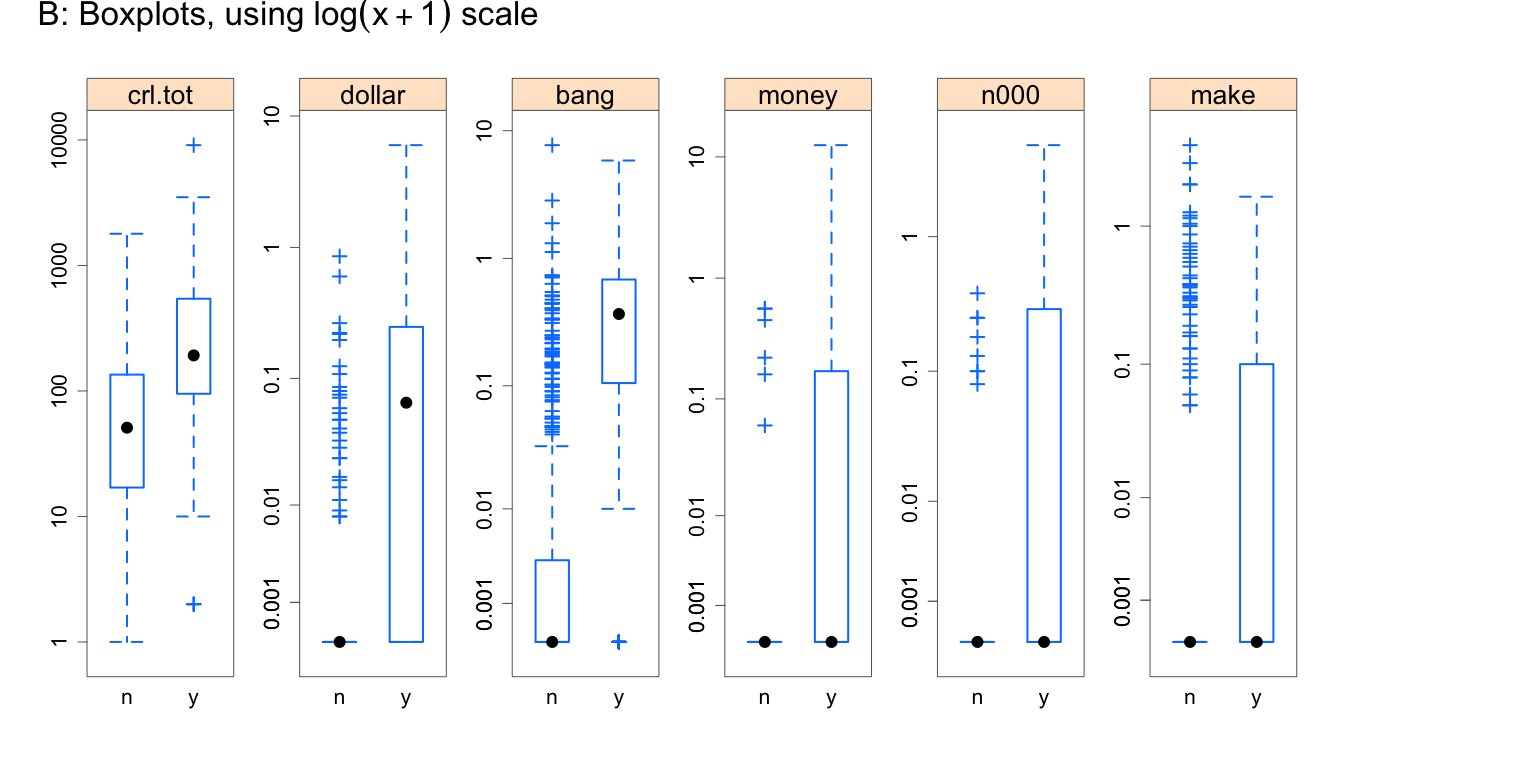 B: Boxplots, using log(x + 1) scale
crl.tot dollar bang money n000 make
10000 1000 100 10 1
10 1 0.1 0.01 0.001
10 1 0.1 0.01 0.001
10 1 0.1 0.01 0.001
1 0.1 0.01 0.001
1 0.1 0.01 0.001
n y n y n y n y n y n y